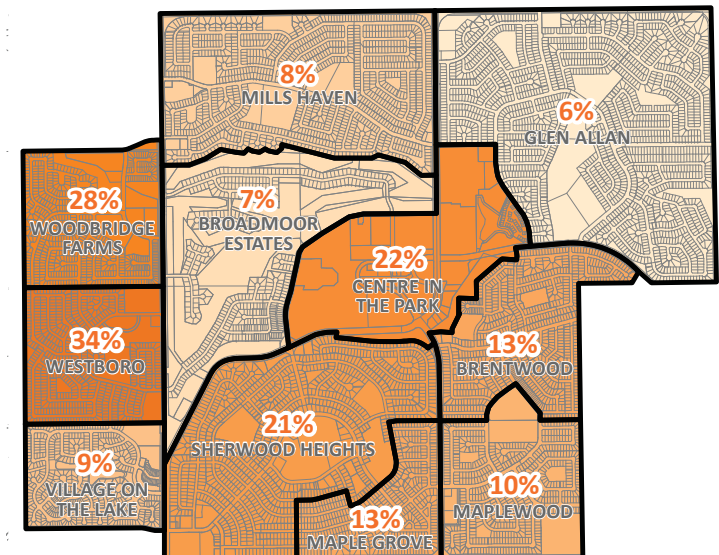 8%
MILLS HAVEN
6%
GLEN ALLAN
28%
WOODBRIDGE
FARMS
7%
BROADMOOR
ESTATES
22%
CENTRE IN
THE PARK
34%
WESTBORO
13%
BRENTWOOD
21%
SHERWOOD HEIGHTS
9%
VILLAGE ON
THE LAKE
10%
MAPLEWOOD
13%
MAPLE GROVE